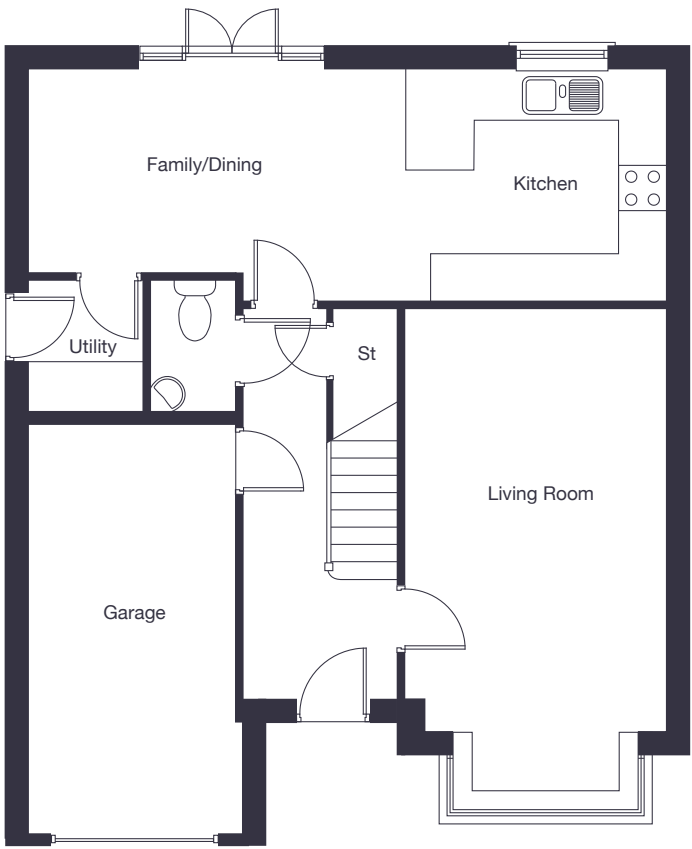 Family/Dining
Kitchen
Utility
St
Living Room
Garage